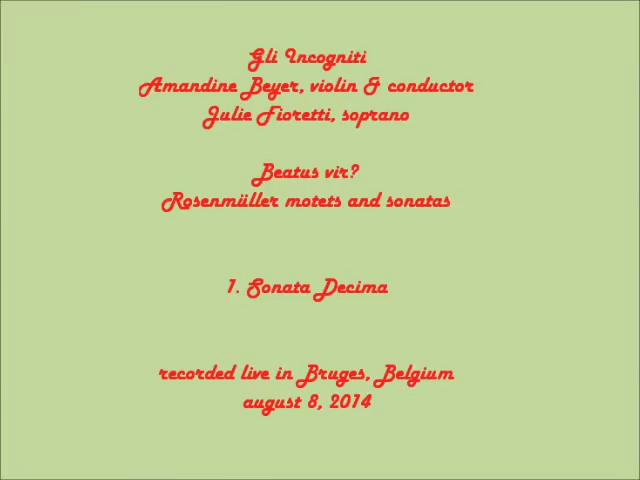 Gli Incogniti
Amandine Beyer, violin & conductor
Julie Fioretti, soprano
Beatus vir?
Rosenmüller motets and sonatas
1. Sonata Decima
recorded live in Bruges, Belgium
august 8, 2014